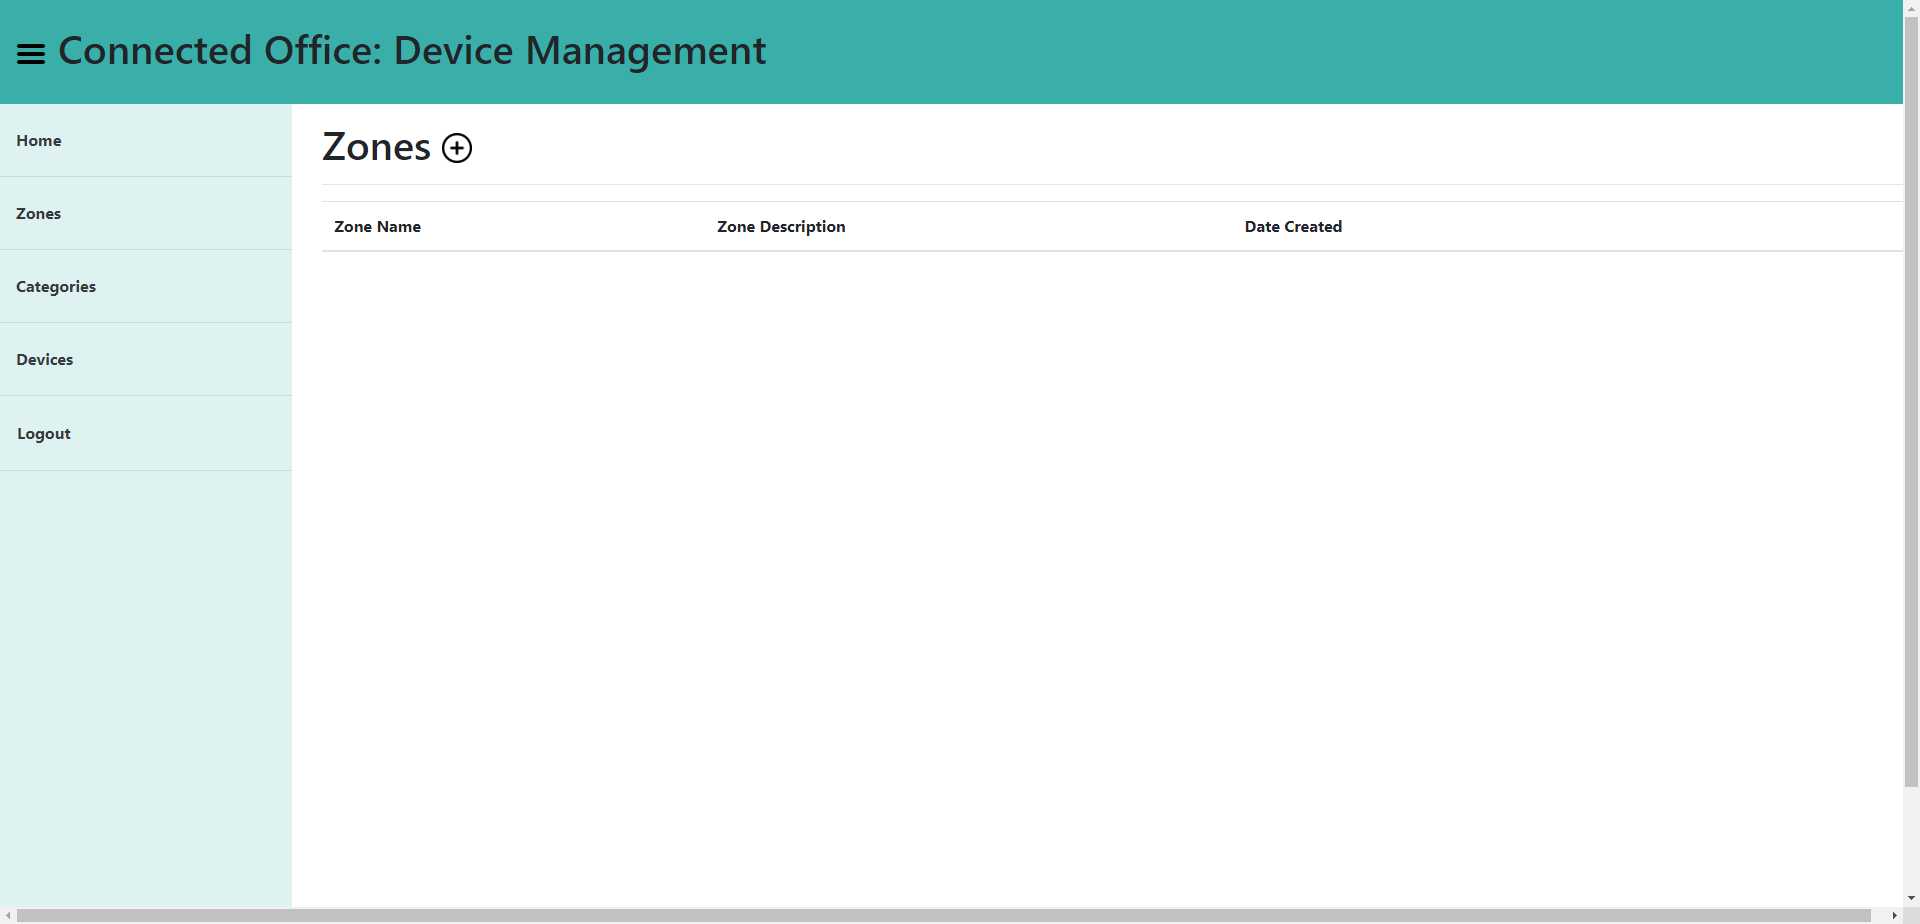 Connected Office: Device Management
Home
Zones
Categories
Devices
Logout
Zones
Zone Name Zone Description Date Created